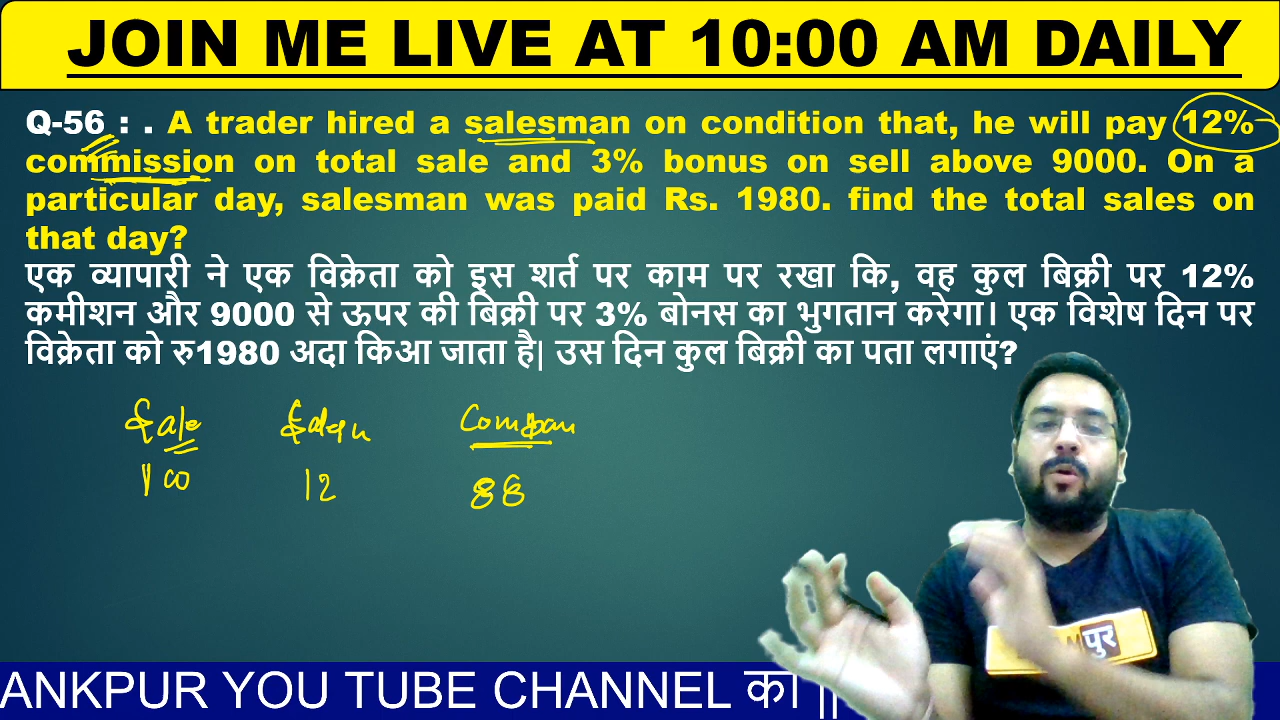 JOIN ME LIVE AT 10:00 AM DAILY
Q-56 : . A trader hired a salesman on condition that, he will pay 12%
commission on total sale and 3% bonus on sell above 9000. On a
particular day, salesman was paid Rs. 1980. find the total sales on
that day?
एक व्यापारी ने एक विक्रेता को इस शर्त पर काम पर रखा कि, वह कुल बिक्री पर 12%
कमीशन और 9000 से ऊपर की बिक्री पर 3% बोनस का भुगतान करेगा। एक विशेष दिन पर
विक्रेता को रु1980 अदा किआ जाता है| उस दिन कुल बिक्री का पता लगाएं?
Sale
100 12 88
पुर
ANKPUR YOU TUBE CHANNEL का ||